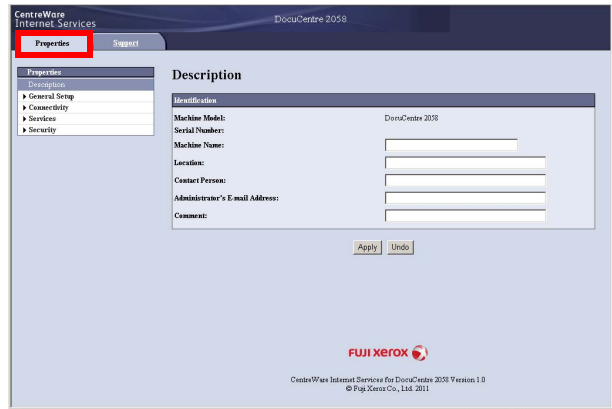 CentreWare
Internet Services
DocuCentre 2058
Properties
Support
Properties
Description
General Setup
Connectivity
Services
Security
Description
Identification
Machine Model: DocuCentre 2058
Serial Number:
Machine Name:
Location:
Contact Person:
Administrator's E-mail Address:
Comment:
Apply Undo
FUJI xerox
CentreWare Internet Services for DocuCentre 2058 Version 1.0
© Fuji Xerox Co., Ltd. 2011